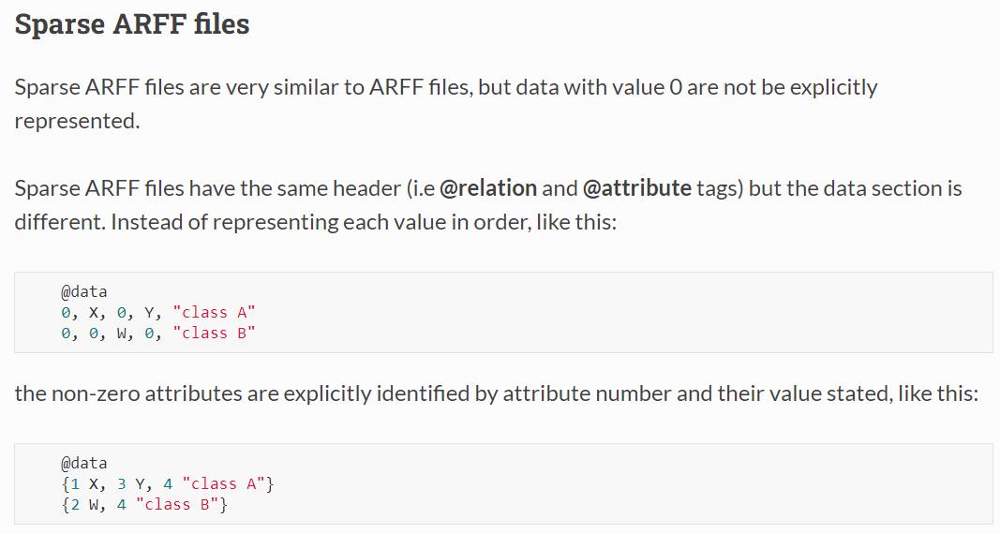 Sparse ARFF files
Sparse ARFF files are very similar to ARFF files, but data with value 0 are not be explicitly
represented.
Sparse ARFF files have the same header (i.e @relation and @attribute tags) but the data section is
different. Instead of representing each value in order, like this:
@data
0, X, 0, Y, "class A"
0, 0, W, 0, "class B"
the non-zero attributes are explicitly identified by attribute number and their value stated, like this:
@data
{1 X, 3 Y, 4 "class A"}
{2 W, 4 "class B"}